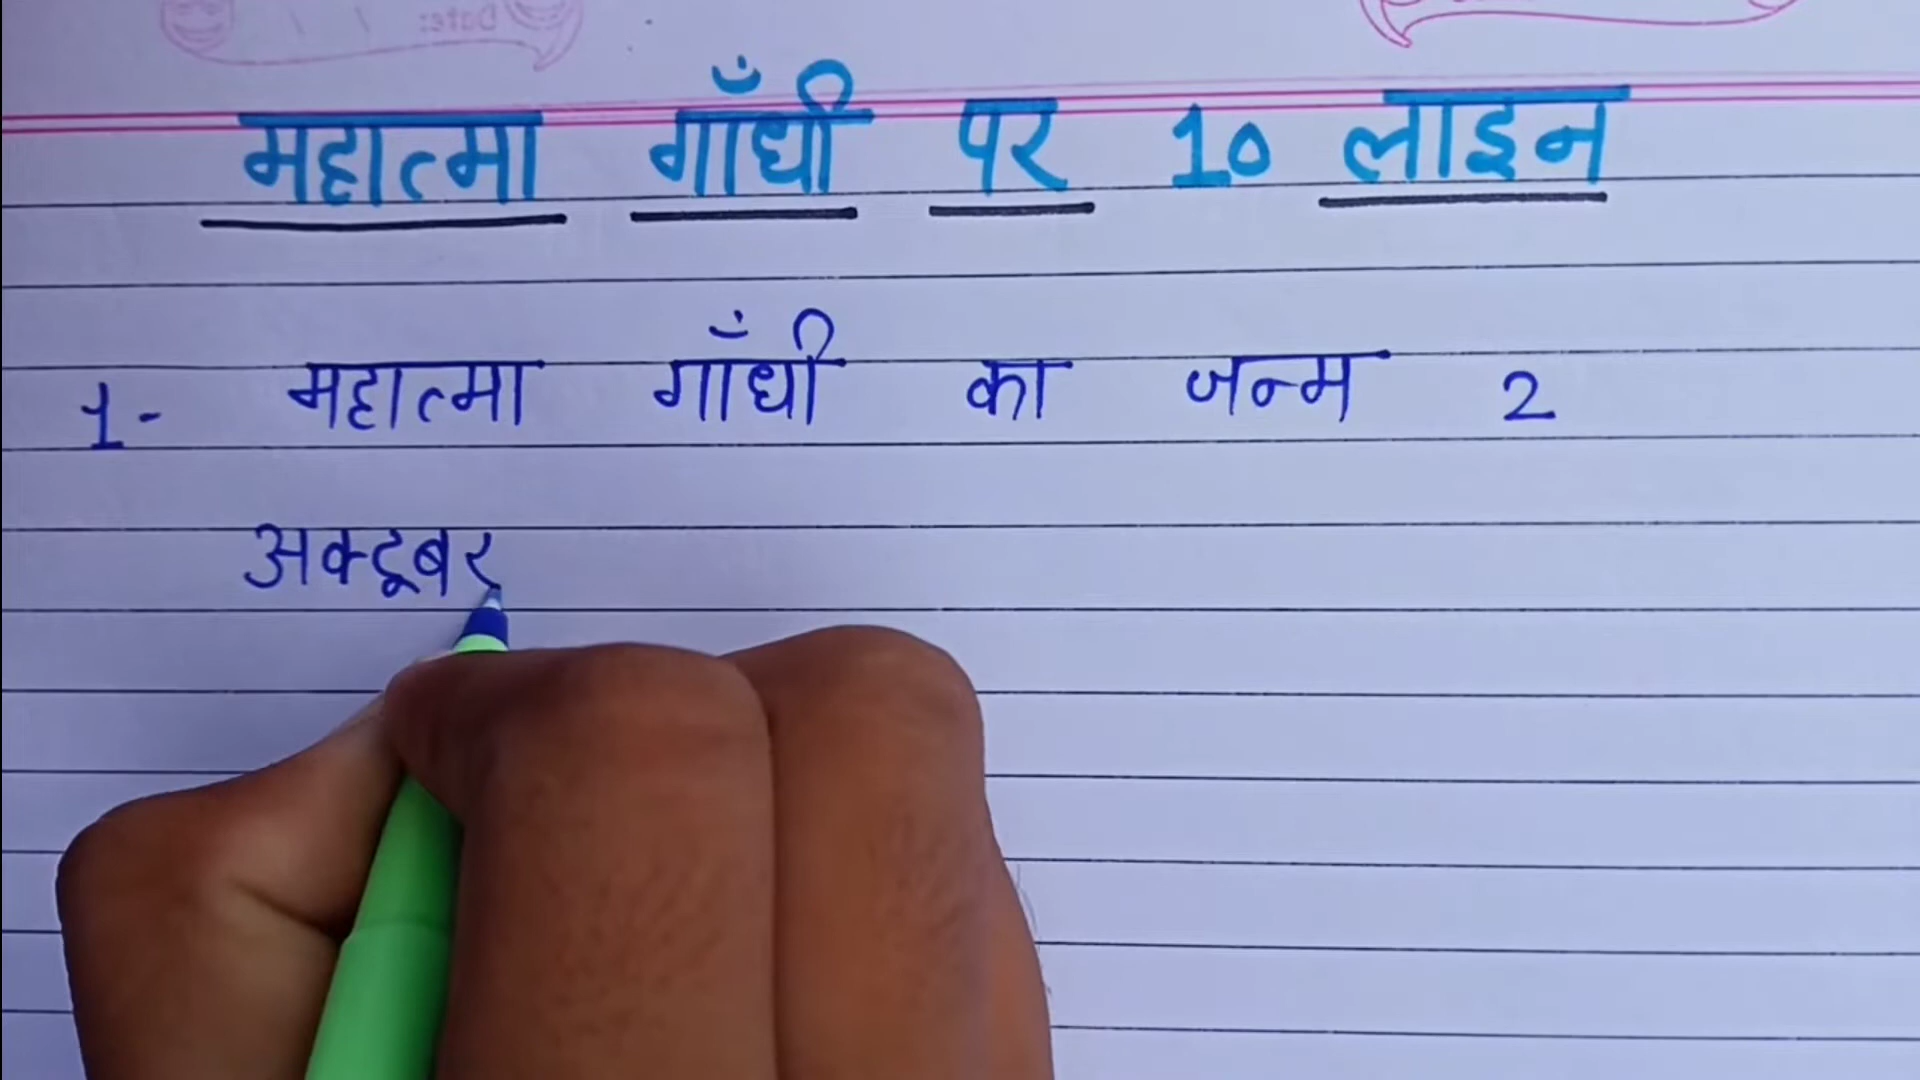 महात्मा गाँधी पर 10 लाइन
1- महात्मा गाँधी का जन्म 2
अक्टूबर